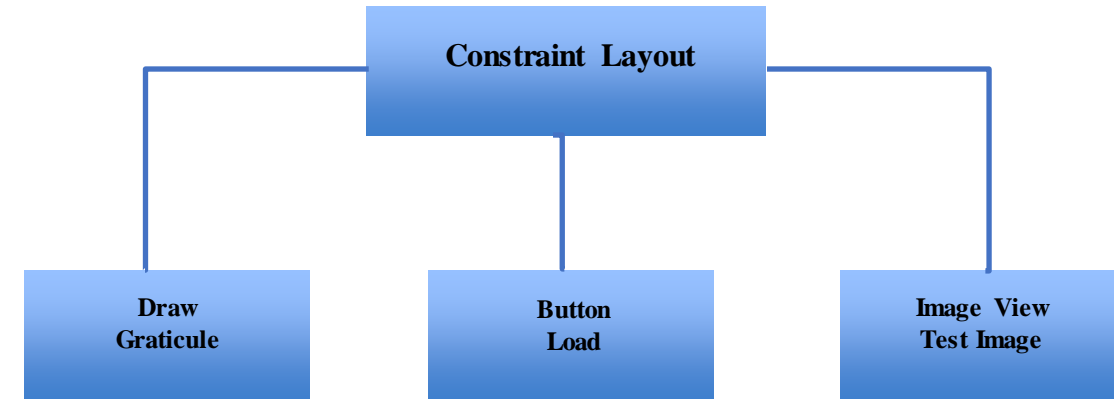 Constraint Layout
Draw
Graticule
Button
Load
Image View
Test Image